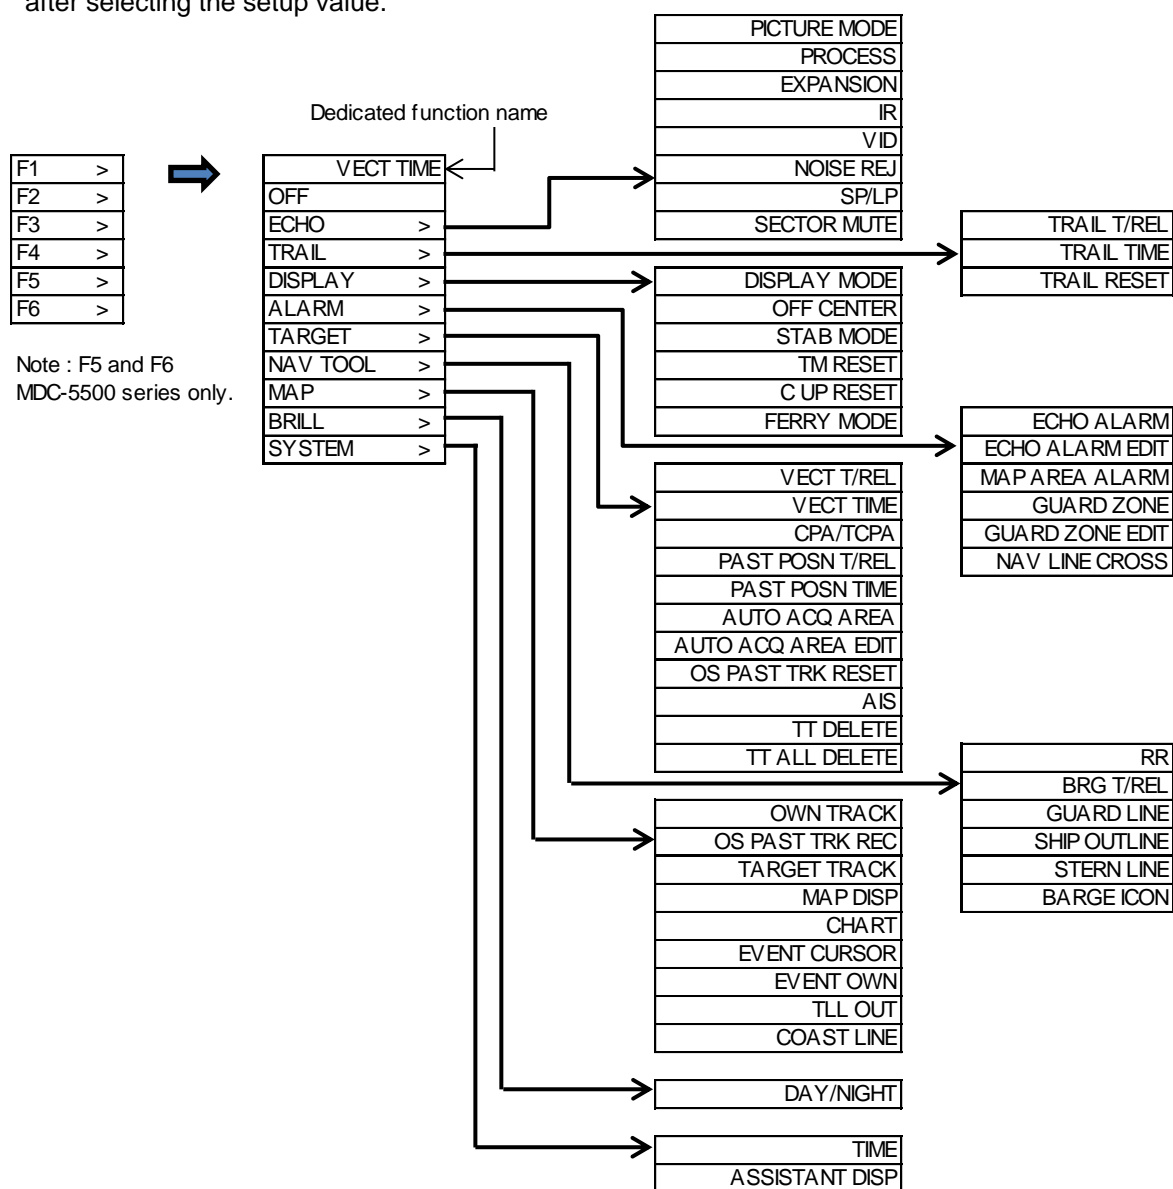 after selecting the setup value.
Dedicated function name
F1 >
F2 >
F3 >
F4 >
F5 >
F6 >
Note : F5 and F6
MDC-5500 series only.
VECT TIME
OFF
ECHO >
TRAIL >
DISPLAY >
ALARM >
TARGET >
NAV TOOL >
MAP >
BRILL >
SYSTEM >
PICTURE MODE
PROCESS
EXPANSION
IR
VID
NOISE REJ
SP/LP
SECTOR MUTE
TRAIL T/REL
TRAIL TIME
TRAIL RESET
DISPLAY MODE
OFF CENTER
STAB MODE
TM RESET
C UP RESET
FERRY MODE
ECHO ALARM
ECHO ALARM EDIT
MAP AREA ALARM
GUARD ZONE
GUARD ZONE EDIT
NAV LINE CROSS
VECT T/REL
VECT TIME
CPA/TCPA
PAST POSN T/REL
PAST POSN TIME
AUTO ACQ AREA
AUTO ACQ AREA EDIT
OS PAST TRK RESET
AIS
TT DELETE
TT ALL DELETE
RR
BRG T/REL
GUARD LINE
SHIP OUTLINE
STERN LINE
BARGE ICON
OWN TRACK
OS PAST TRK REC
TARGET TRACK
MAP DISP
CHART
EVENT CURSOR
EVENT OWN
TLL OUT
COAST LINE
DAY/NIGHT
TIME
ASSISTANT DISP